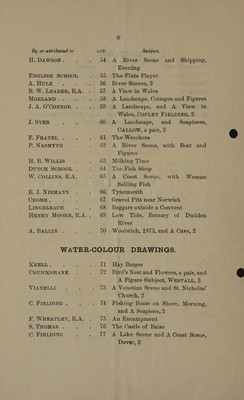 6
By or attributed to LOT Subject.
H. DAWSON . . . 54 A River Scene and Shipping,
Evening
ENGLISH SCHOOL . 55 The Flute Player
A. HULK . . . 56 River Scenes, 2
B. W. LEADER, R.A. . 57 A View in Wales
MORLAND . . . 58 A Landscape, Cottages and Figures
J. A. O'CONNOR . . 59 A Landscape, and A View in
Wales, COPLEY FIELDING, 2
J. SYER . . . 60 A Landscape, and Seapieces,
CALLOW, a pair, 3
F. FRATEL . . . 61 The Wreckers
P. NASMYTH . . 62 A River Scene, with Boat and
Figures
H. B. WILLIS . . 63 Milking Time
DUTCH SCHOOL . . 64 The Fish Shop
W. COLLINS, R.A. . 65 A Coast Scene, with Woman
Selling Fish
E. J. NIEMANN . . 66 Tynemouth
CROME . . . . 67 Gravel Pits near Norwich
LINGELBACH . . 68 Beggars outside a Convent
HENRY MOORE, R.A. . 69 Low Tide, Estuary of Dudden
River
A. BALLIN . . . 70 Woolwich, 1873, and A CAFO, 2
WATER-COLOUR DRAWINGS.
KNELL . . . . 71 Hay Barges
CRUICKSHANK . . 72 Bird's Nest and Flowers, a pair, and
A Figure Subject, WESTALL, 3
VIANELLI . . . 73 A Venetian Scene and St. Nicholas'
Church, 2
C. FIELDING . . . 74 Fishing Boats on Shore, Morning,
and A Seapiece, 2
F. WHEATLEY, R.A. . 75 An Encampment
S. THOMAS . . . 76 The Castle of Baiae
C. FIELDING . . 77 A Lake Scene and A Coast Scene,
Dover, 2